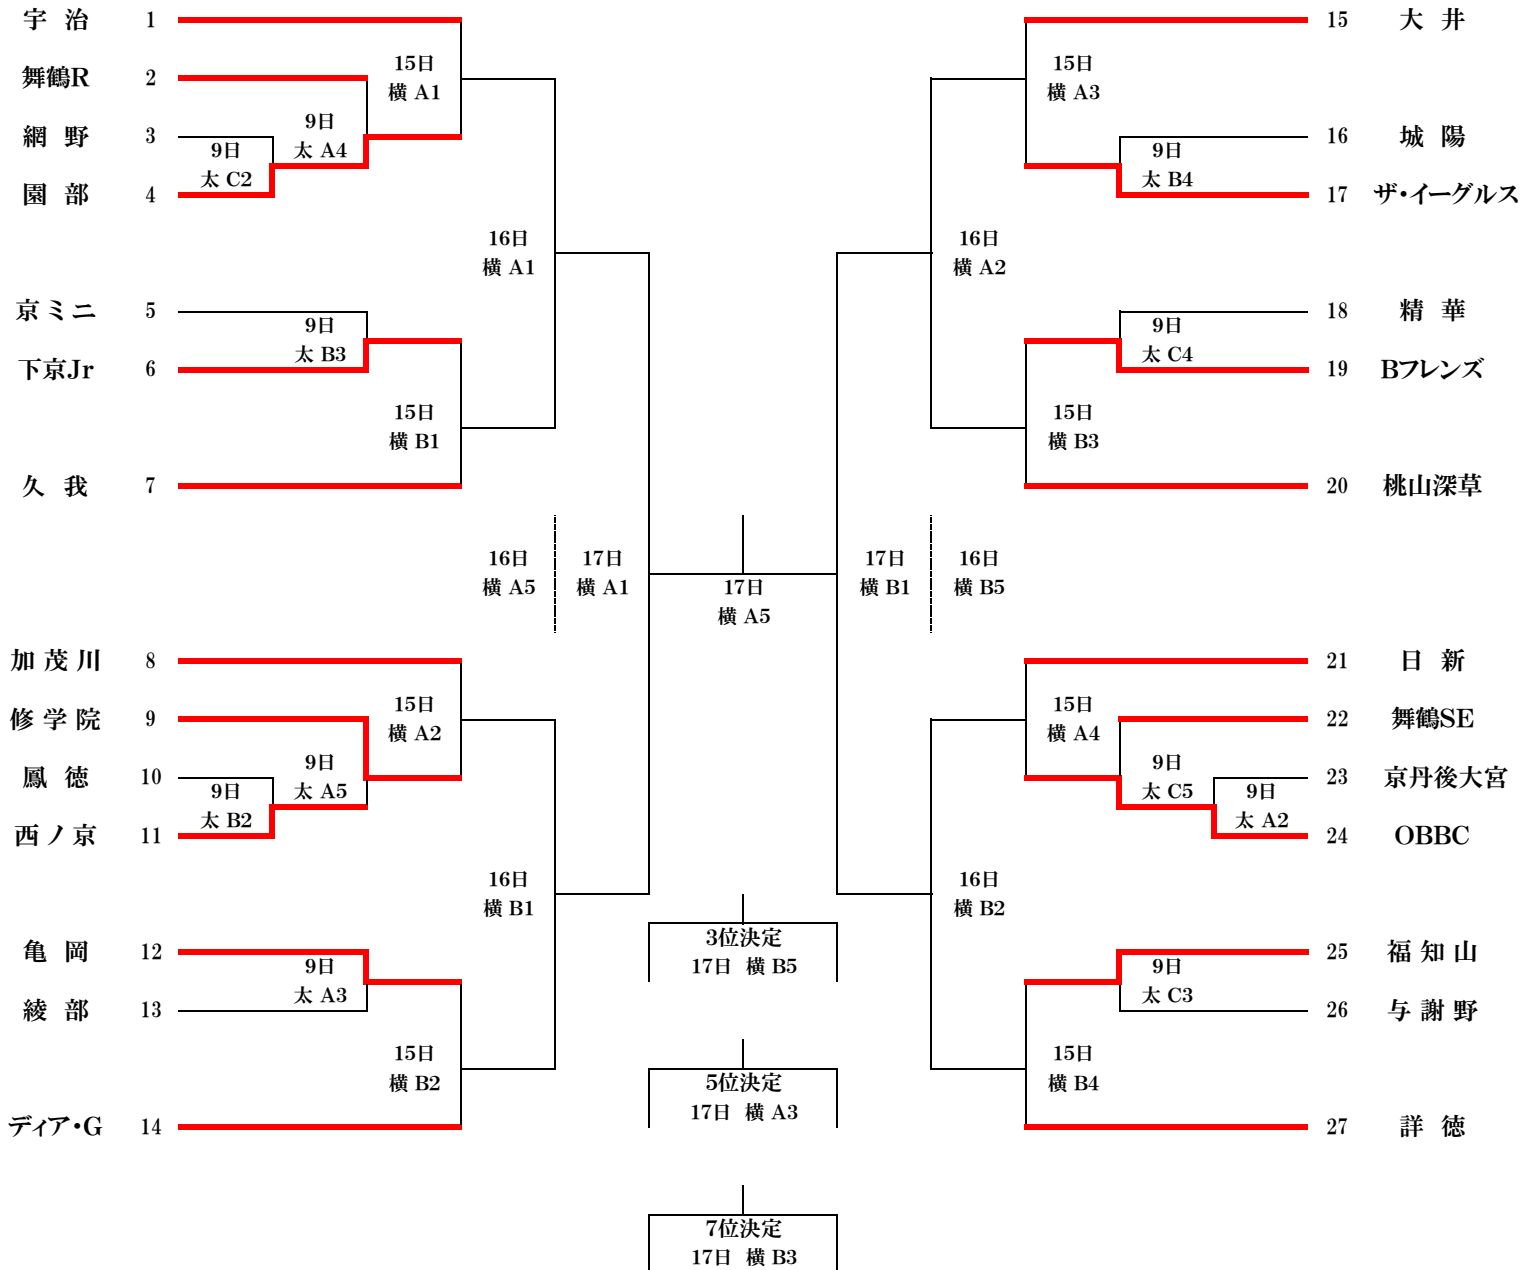 宇 治 1
舞鶴R 2
網 野 3
園 部 4
京 ミ ニ 5
下京Jr 6
久 我 7
加 茂 川 8
修 学 院 9
鳳 徳 10
西 ノ 京 11
亀 岡 12
綾 部 13
ディア・G 14
9日
太 C2
9日
太 A4
15日
横 A1
9日
太 B3
15日
横 B1
16日
横 A1
9日
太 B2
9日
太 A5
15日
横 A2
9日
太 A3
15日
横 B2
16日
横 B1
16日
横 A5
17日
横 A1
17日
横 A5
17日
横 B1
16日
横 B5
3位決定
17日 横 B5
5位決定
17日 横 A3
7位決定
17日 横 B3
15日
横 A3
9日
太 B4
16日
横 A2
9日
太 C4
15日
横 B3
15日
横 A4
9日
太 C5
9日
太 A2
16日
横 B2
9日
太 C3
15日
横 B4
15 大 井
16 城 陽
17 ザ・イーグルス
18 精 華
19 Bフレンズ
20 桃山深草
21 日 新
22 舞鶴SE
23 京丹後大宮
24 OBBC
25 福 知 山
26 与 謝 野
27 詳 徳